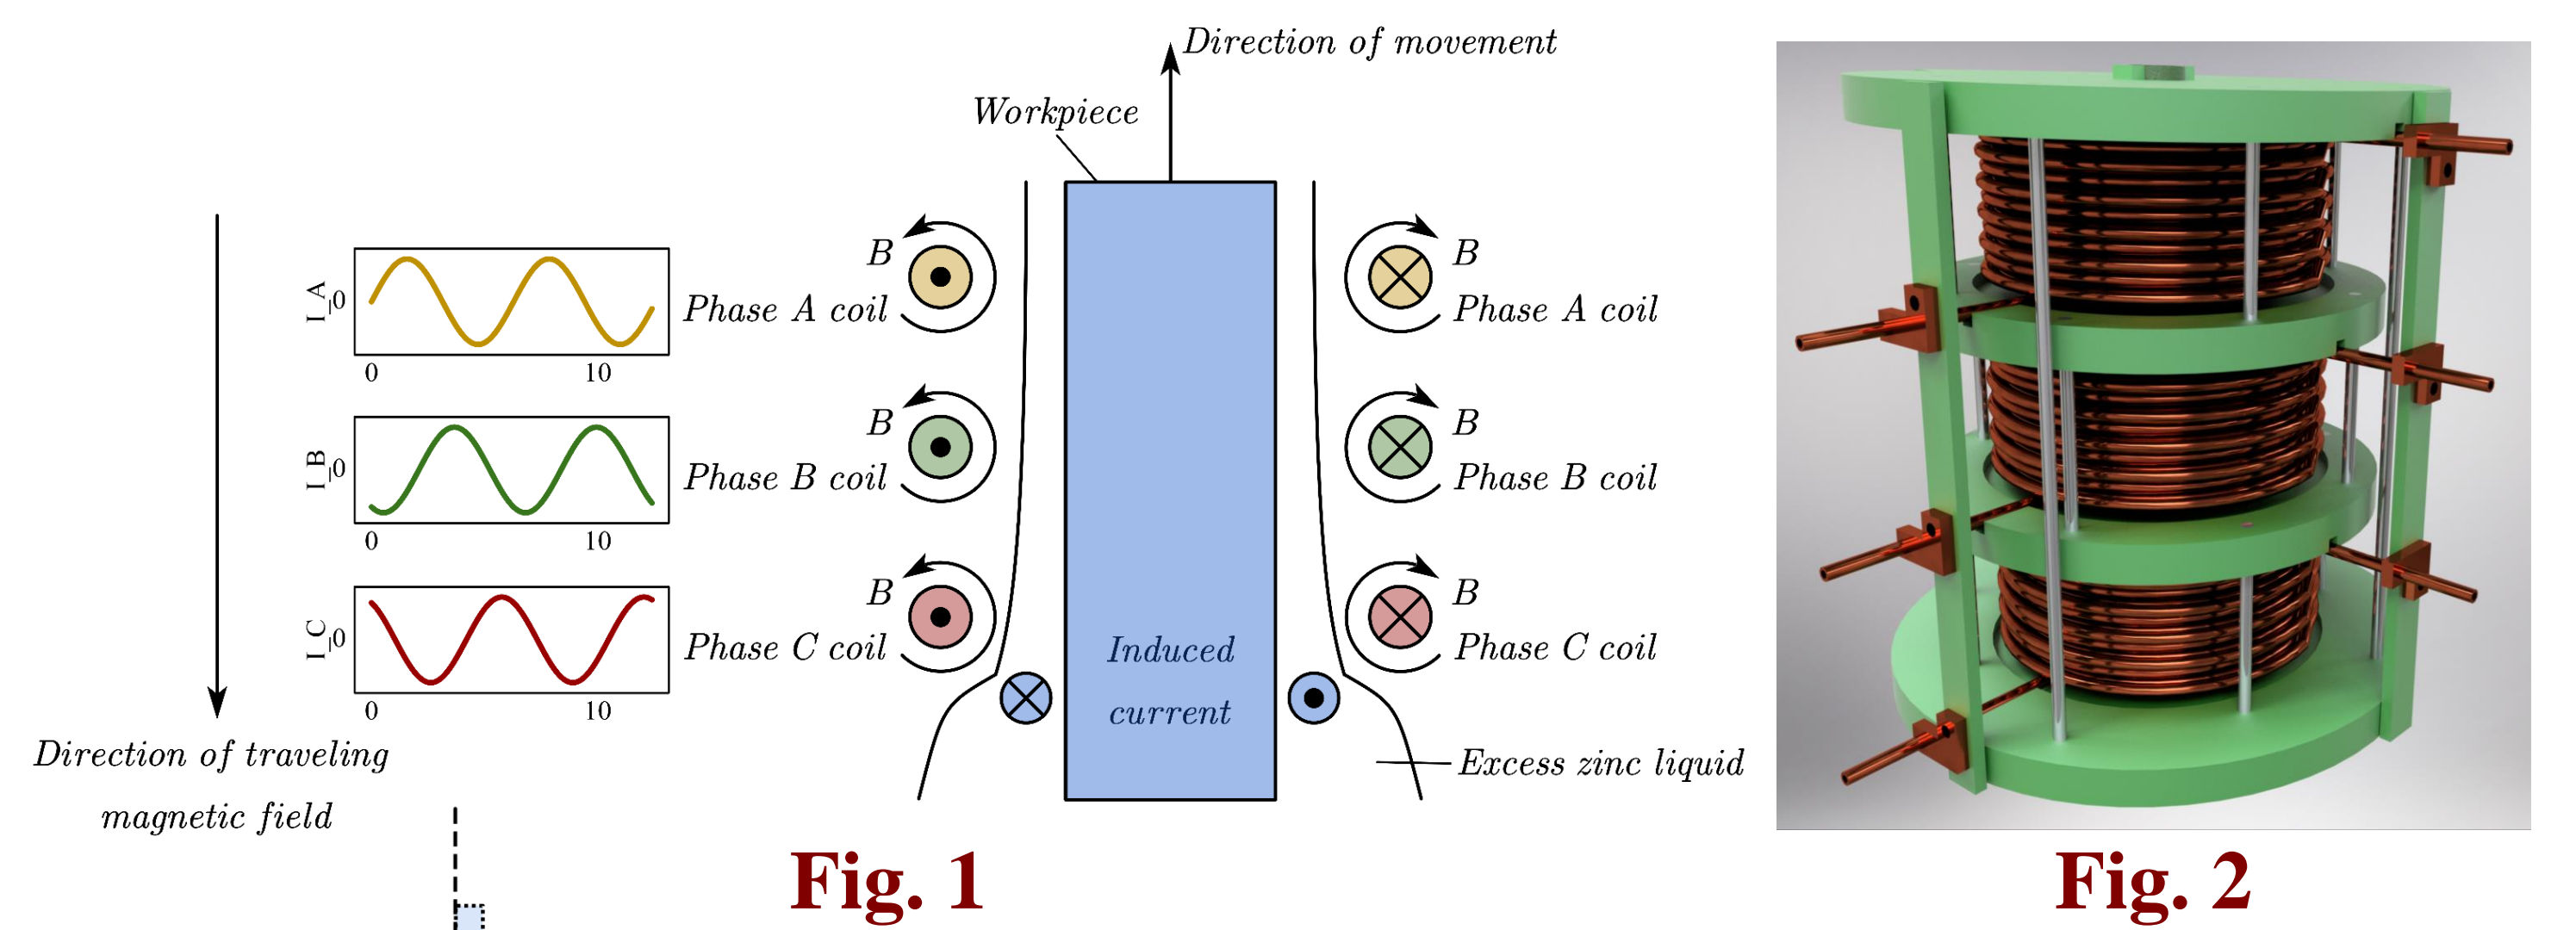 Direction of movement
Workpiece
I_A
0
0
10
B
Phase A coil
B
Phase A coil
I_B
0
0
10
B
Phase B coil
B
Phase B coil
I_C
0
0
10
B
Phase C coil
B
Phase C coil
Induced
current
Direction of traveling
magnetic field
Excess zinc liquid
Fig. 1
Fig. 2